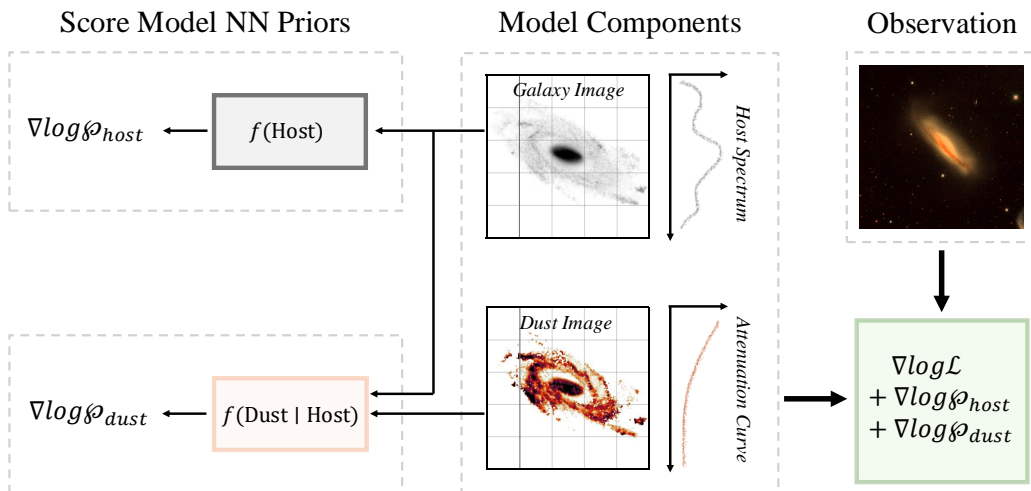 Score Model NN Priors
Model Components
Observation
∇log℘host
f(Host)
Galaxy Image
Host Spectrum
∇log℘dust
f(Dust | Host)
Dust Image
Attenuation Curve
∇logℒ
+ ∇log℘host
+ ∇log℘dust